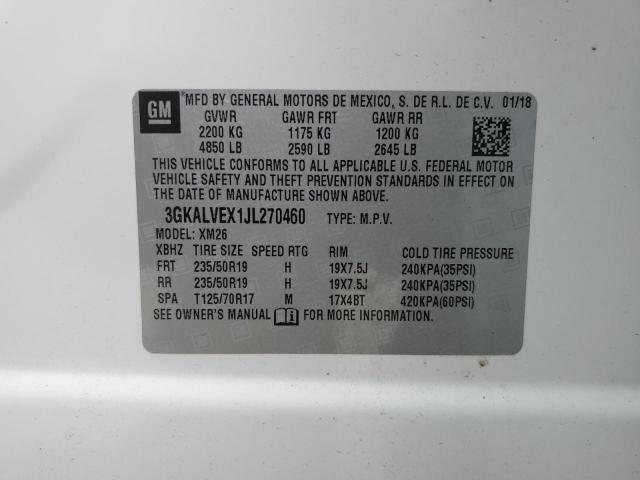 GM MFD BY GENERAL MOTORS DE MEXICO, S. DE R.L. DE C.V. 01/18
GVWR GAWR FRT GAWR RR
2200 KG 1175 KG 1200 KG
4850 LB 2590 LB 2645 LB
THIS VEHICLE CONFORMS TO ALL APPLICABLE U.S. FEDERAL MOTOR
VEHICLE SAFETY AND THEFT PREVENTION STANDARDS IN EFFECT ON
THE DATE OF MANUFACTURE SHOWN ABOVE.
3GKALVEX1JL270460 TYPE: M.P.V.
MODEL: XM26
XBHZ TIRE SIZE SPEED RTG RIM COLD TIRE PRESSURE
FRT 235/50R19 H 19X7.5J 240KPA(35PSI)
RR 235/50R19 H 19X7.5J 240KPA(35PSI)
SPA T125/70R17 M 17X4BT 420KPA(60PSI)
SEE OWNER'S MANUAL FOR MORE INFORMATION.